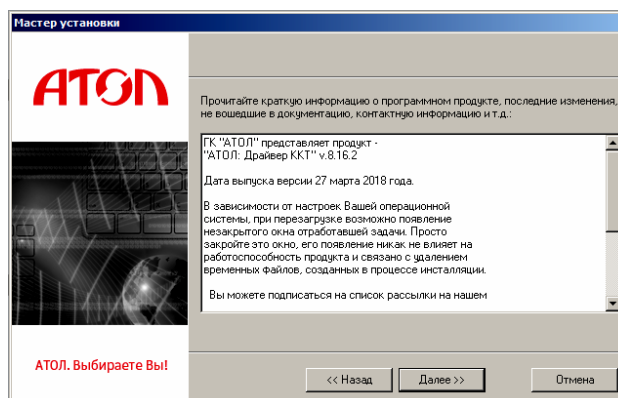 Мастер установки
АТОЛ
Прочитайте краткую информацию о программном продукте, последние изменения,
не вошедшие в документацию, контактную информацию и т.д.:
ГК "АТОЛ" представляет продукт -
"АТОЛ: Драйвер ККТ" v.8.16.2
Дата выпуска версии 27 марта 2018 года.
В зависимости от настроек Вашей операционной
системы, при перезагрузке возможно появление
незакрытого окна отработавшей задачи. Просто
закройте это окно, его появление никак не влияет на
работоспособность продукта и связано с удалением
временных файлов, созданных в процессе инсталляции.
Вы можете подписаться на список рассылки на нашем
АТОЛ. Выбираете Вы!
<< Назад
Далее >>
Отмена